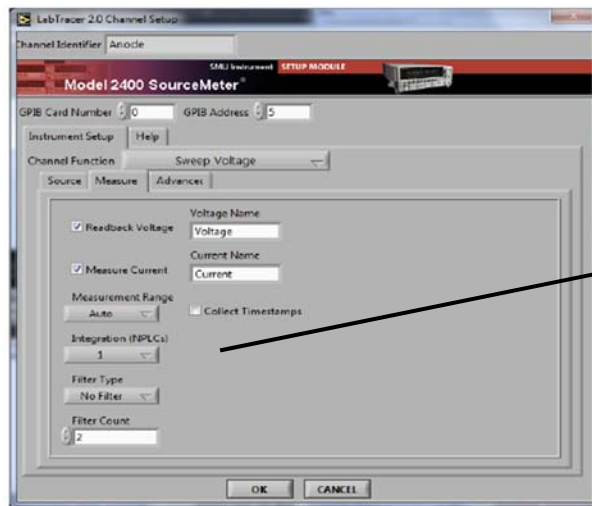 LabTracer 2.0 Channel Setup
Channel Identifier Anode
SMU Instrument SETUP MODULE
Model 2400 SourceMeter®
GPIB Card Number 0 GPIB Address 5
Instrument Setup Help
Channel Function Sweep Voltage
Source Measure Advancec
Voltage Name
Readback Voltage Voltage
Current Name
Measure Current Current
Measurement Range
Auto Collect Timestamps
Integration (NPLCs)
1
Filter Type
No Filter
Filter Count
2
OK CANCEL